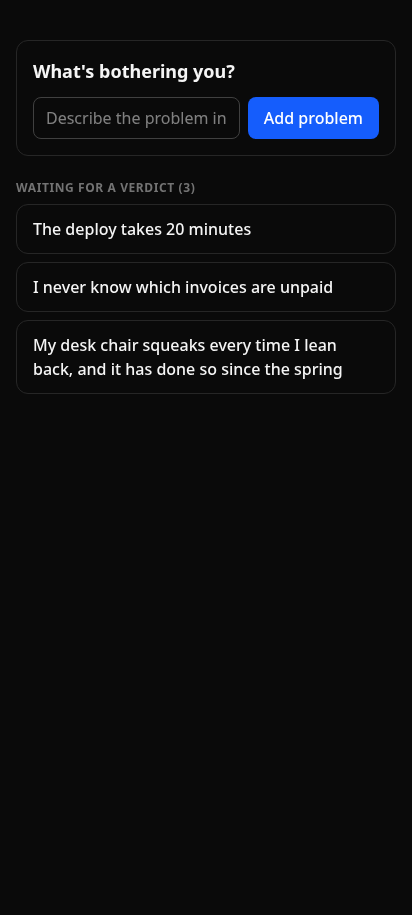 What's bothering you?
Describe the problem in
Add problem
WAITING FOR A VERDICT (3)
The deploy takes 20 minutes
I never know which invoices are unpaid
My desk chair squeaks every time I lean
back, and it has done so since the spring